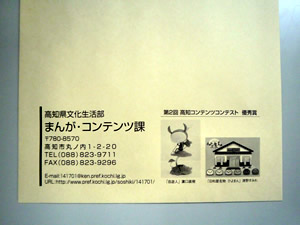 高知県文化生活部
まんが・コンテンツ課
〒780-8570
高知市丸ノ内1-2-20
TEL(088)823-9711
FAX(088)823-9296
E-mail:141701@ken.pref.kochi.lg.jp
URL:http://www.pref.kochi.lg.jp/soshiki/141701/
第2回 高知コンテンツコンテスト 優秀賞